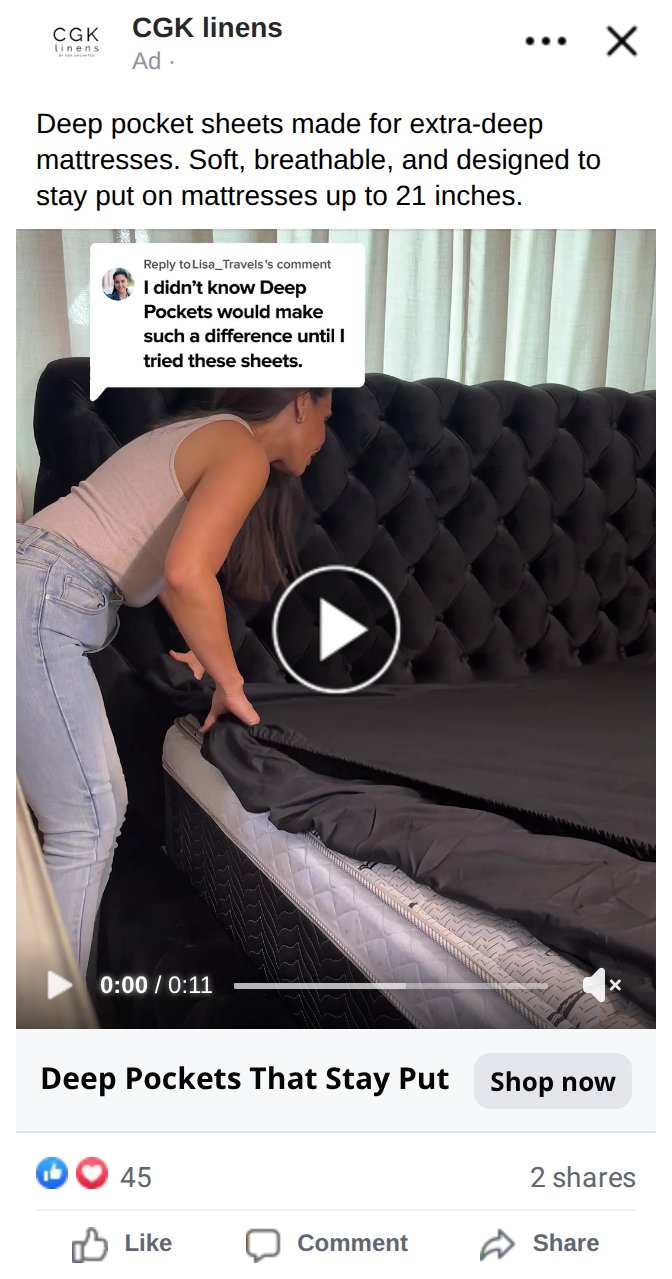 CGK
linens
CGK linens
Ad ·
Deep pocket sheets made for extra-deep
mattresses. Soft, breathable, and designed to
stay put on mattresses up to 21 inches.
Reply to Lisa_Travels's comment
I didn't know Deep
Pockets would make
such a difference until I
tried these sheets.
0:00 / 0:11
Deep Pockets That Stay Put
Shop now
45
2 shares
Like
Comment
Share